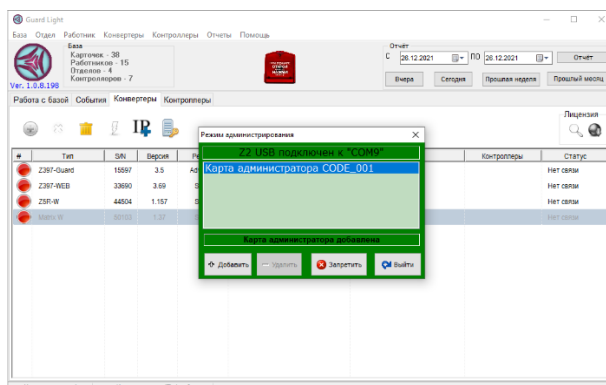 Guard Light
База Отдел Работник Конвертеры Контроллеры Отчеты Помощь
База
Карточек - 38
Работников - 15
Отделов - 4
Контроллеров - 7
Ver. 1.0.8.198
Отчёт
С 28.12.2021 ПО 28.12.2021 Отчёт
Вчера Сегодня Прошлая неделя Прошлый месяц
Работа с базой События Конвертеры Контроллеры
Лицензия
IP
# Тип S/N Версия Контроллеры Статус
Z397-Guard 15597 3.5 Нет связи
Z397-WEB 33690 3.69 Нет связи
Z5R-W 44504 1.157 Нет связи
Matrix W 1.37 Нет связи
Режим администрирования
Z2 USB подключен к "COM9"
Карта администратора CODE_001
Карта администратора добавлена
Добавить Удалить Запретить Выйти